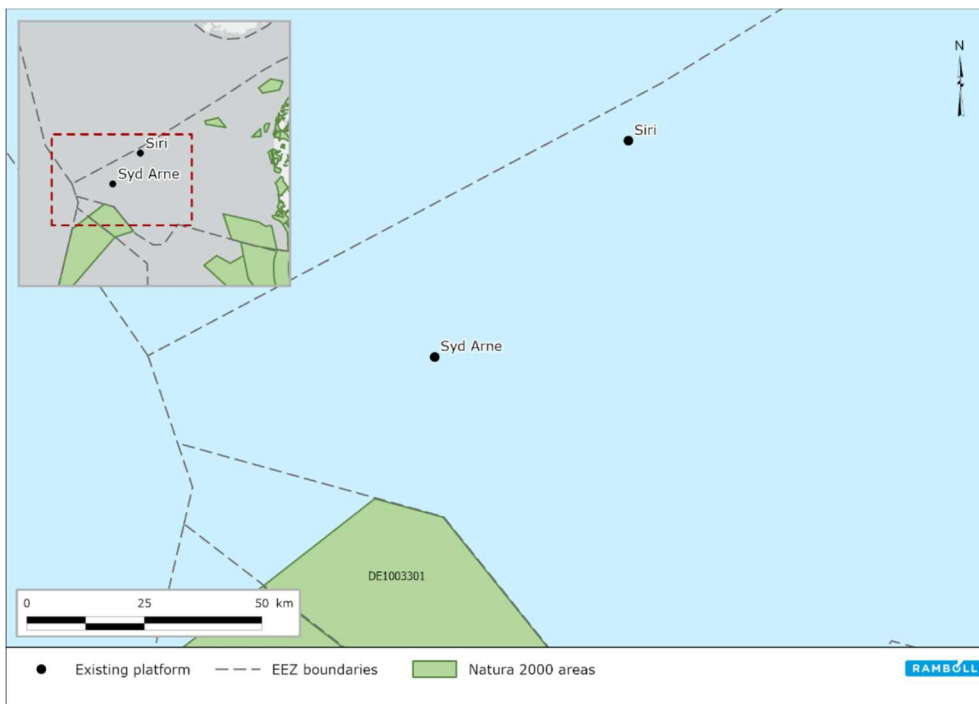 N
Siri
Syd Arne
Siri
Syd Arne
DE1003301
0 25 50 km
Existing platform EEZ boundaries Natura 2000 areas
RAMBOLL